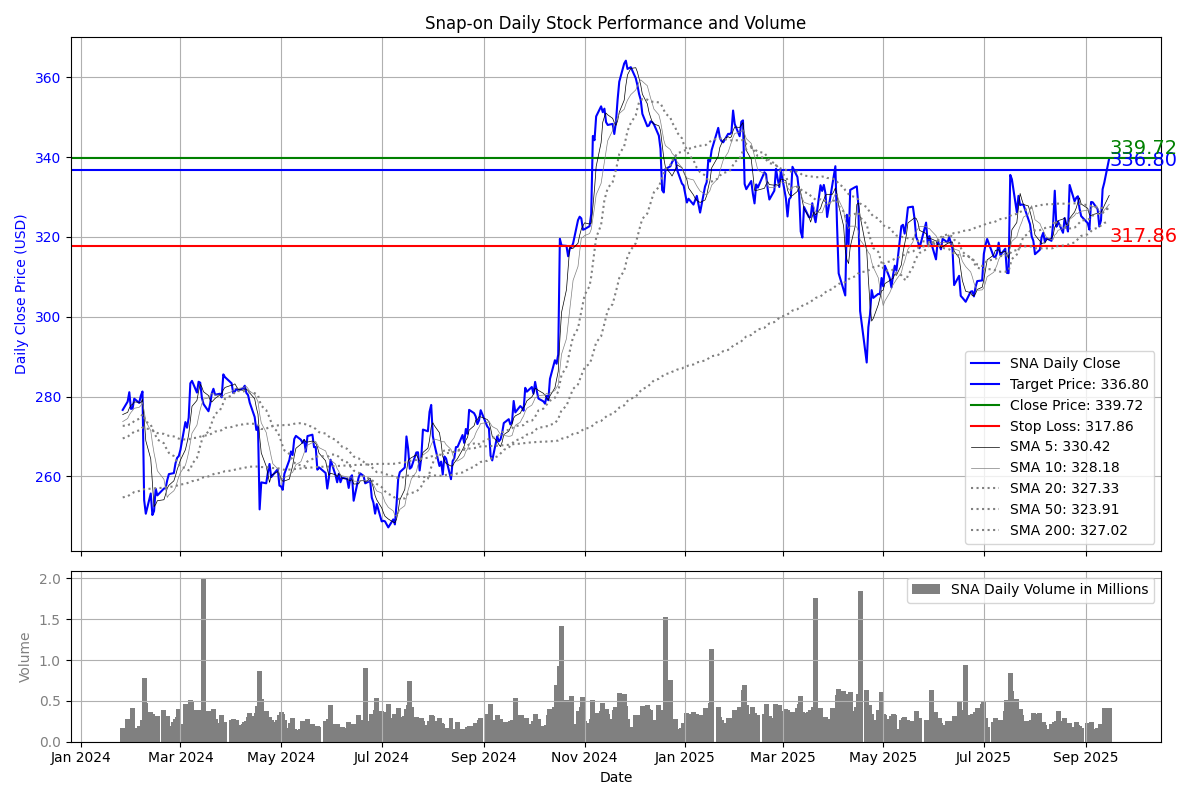 Snap-on Daily Stock Performance and Volume
Daily Close Price (USD)
360
340
320
300
280
260
339.72
336.80
317.86
SNA Daily Close
Target Price: 336.80
Close Price: 339.72
Stop Loss: 317.86
SMA 5: 330.42
SMA 10: 328.18
SMA 20: 327.33
SMA 50: 323.91
SMA 200: 327.02
Volume
2.0
1.5
1.0
0.5
0.0
SNA Daily Volume in Millions
Jan 2024 Mar 2024 May 2024 Jul 2024 Sep 2024 Nov 2024 Jan 2025 Mar 2025 May 2025 Jul 2025 Sep 2025
Date